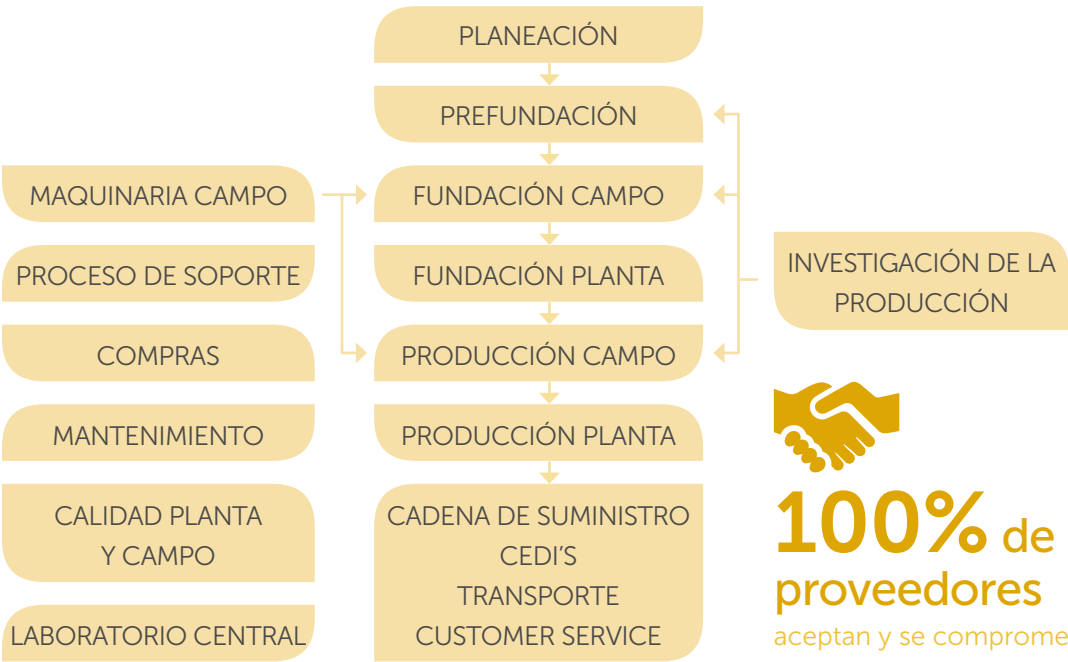 PLANEACIÓN
PREFUNDACIÓN
MAQUINARIA CAMPO
FUNDACIÓN CAMPO
PROCESO DE SOPORTE
FUNDACIÓN PLANTA
INVESTIGACIÓN DE LA
PRODUCCIÓN
COMPRAS
PRODUCCIÓN CAMPO
MANTENIMIENTO
PRODUCCIÓN PLANTA
CALIDAD PLANTA
Y CAMPO
LABORATORIO CENTRAL
CADENA DE SUMINISTRO
CEDI'S
TRANSPORTE
CUSTOMER SERVICE
100% de
proveedores
aceptan y se comprome